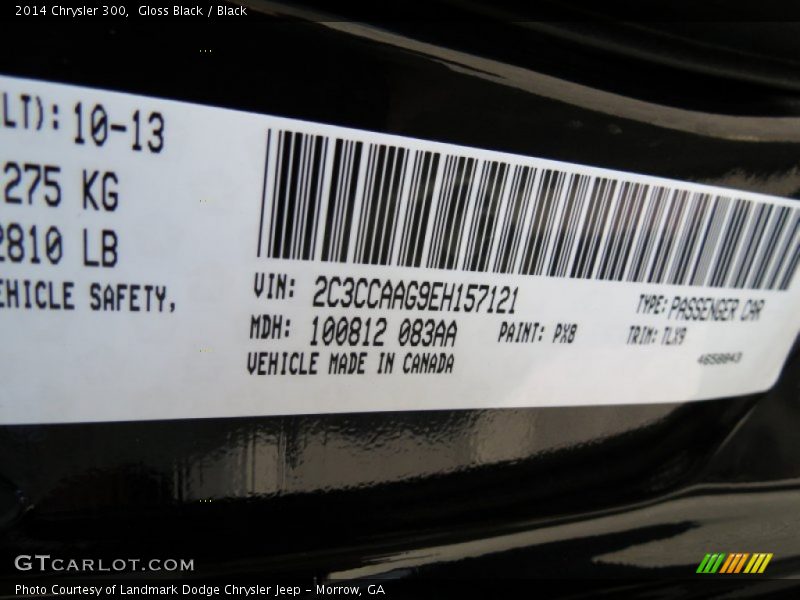 2014 Chrysler 300, Gloss Black / Black
LT): 10-13
275 KG
2810 LB
EHICLE SAFETY,
VIN: 2C3CCAAG9EH157121
TYPE: PASSENGER CAR
MDH: 100812 083AA
PAINT: PX8
TRIM: TLX9
VEHICLE MADE IN CANADA
4658843
GTCARLOT.COM
Photo Courtesy of Landmark Dodge Chrysler Jeep - Morrow, GA